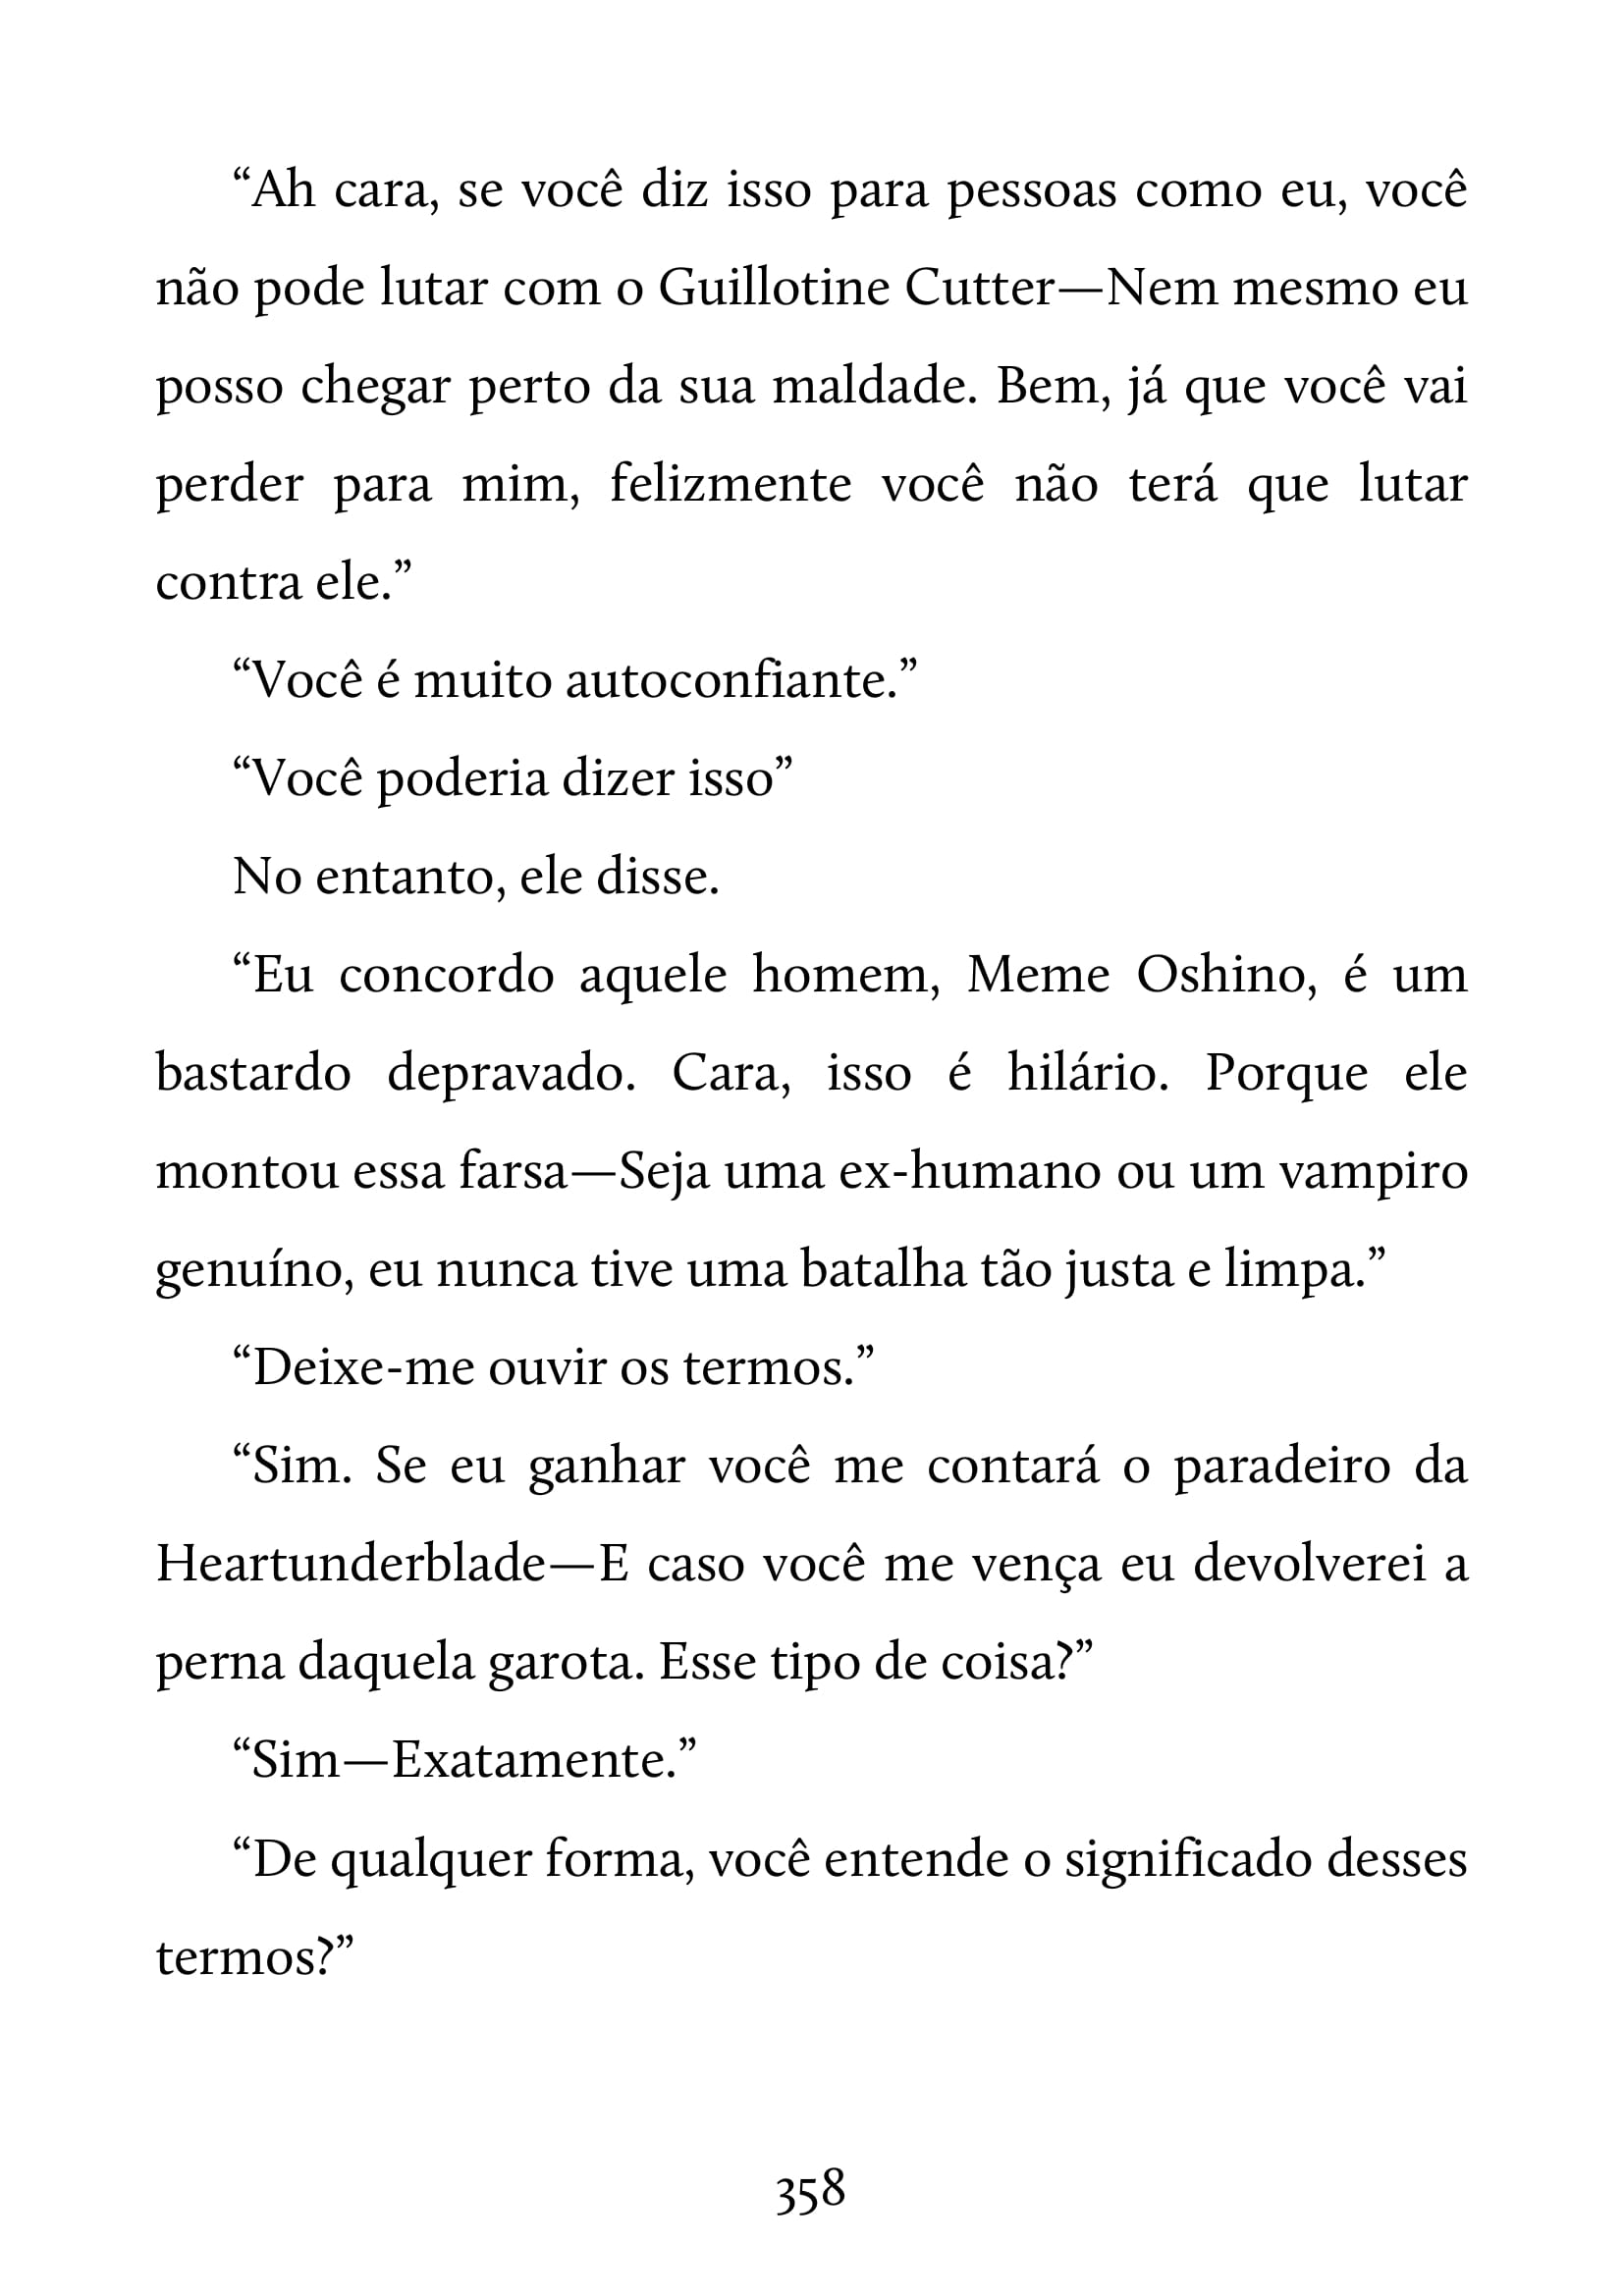 “Ah cara, se você diz isso para pessoas como eu, você
não pode lutar com o Guillotine Cutter—Nem mesmo eu
posso chegar perto da sua maldade. Bem, já que você vai
perder para mim, felizmente você não terá que lutar
contra ele.”
“Você é muito autoconfiante.”
“Você poderia dizer isso”
No entanto, ele disse.
“Eu concordo aquele homem, Meme Oshino, é um
bastardo depravado. Cara, isso é hilário. Porque ele
montou essa farsa—Seja uma ex-humano ou um vampiro
genuíno, eu nunca tive uma batalha tão justa e limpa.”
“Deixe-me ouvir os termos.”
“Sim. Se eu ganhar você me contará o paradeiro da
Heartunderblade—E caso você me vença eu devolverei a
perna daquela garota. Esse tipo de coisa?”
“Sim—Exatamente.”
“De qualquer forma, você entende o significado desses
termos?”
358